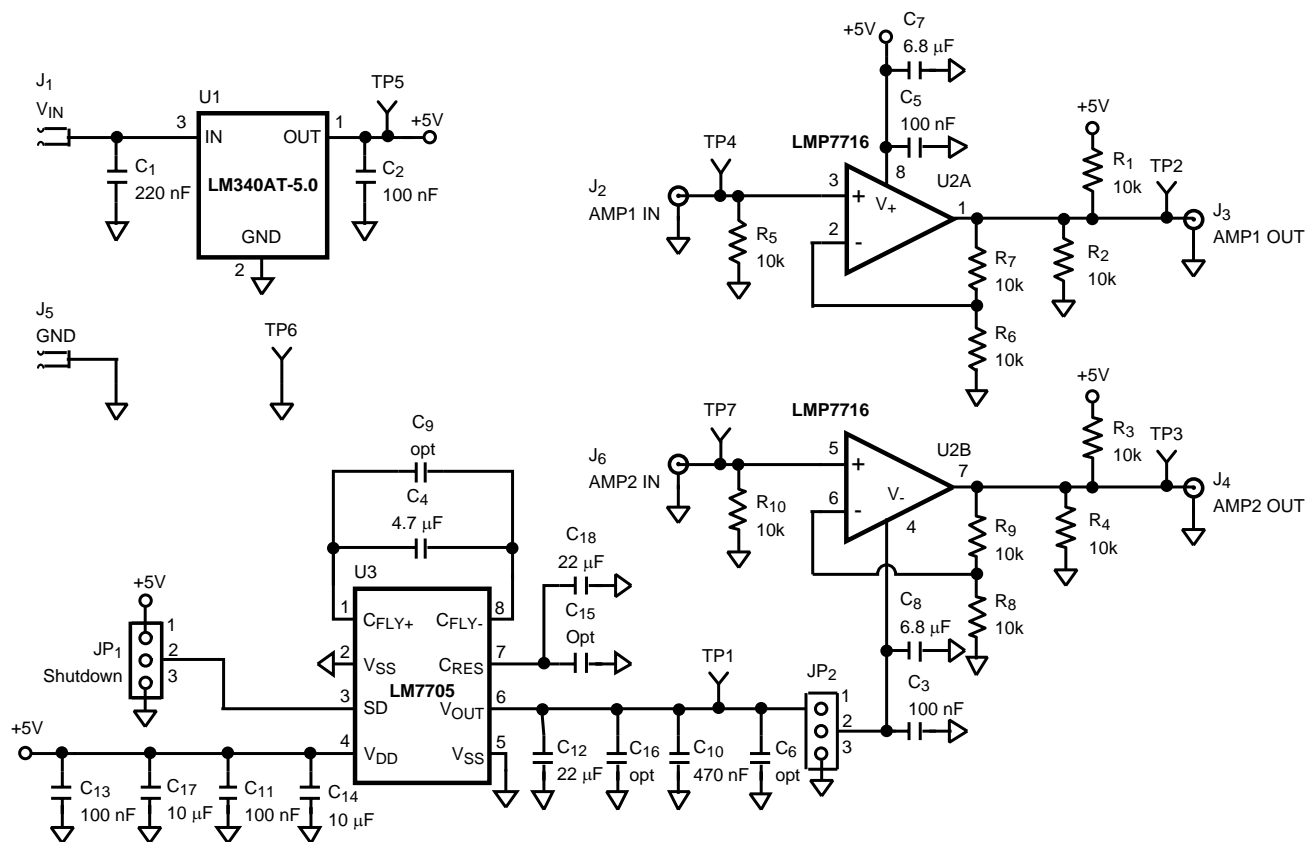 J1
VIN
U1
3
IN
OUT
1
TP5
+5V
LM340AT-5.0
GND
2
C1
220 nF
C2
100 nF
J5
GND
TP6
C7
6.8 µF
+5V
C5
100 nF
TP4
LMP7716
8
U2A
V+
J2
AMP1 IN
3
+
2
-
1
R5
10k
+5V
R1
10k
TP2
J3
AMP1 OUT
R7
10k
R2
10k
R6
10k
TP7
LMP7716
U2B
V-
4
J6
AMP2 IN
5
+
6
-
7
R10
10k
+5V
R3
10k
TP3
J4
AMP2 OUT
R9
10k
R4
10k
R8
10k
C8
6.8 µF
C3
100 nF
C9
opt
C4
4.7 µF
U3
1
CFLY+
CFLY-
8
2
VSS
CRES
7
LM7705
3
SD
VOUT
6
4
VDD
VSS
5
C18
22 µF
C15
Opt
+5V
JP1
Shutdown
1
2
3
+5V
C13
100 nF
C17
10 µF
C11
100 nF
C14
10 µF
C12
22 µF
C16
opt
C10
470 nF
TP1
C6
opt
JP2
1
2
3